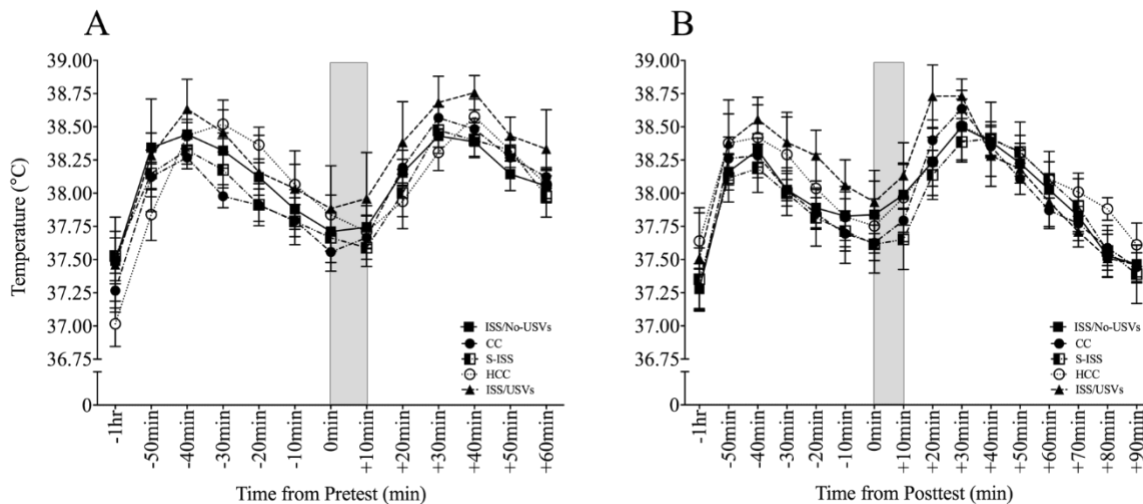 A
Temperature (°C)
39.00
38.75
38.50
38.25
38.00
37.75
37.50
37.25
37.00
36.75
0
ISS/No-USVs
CC
S-ISS
HCC
ISS/USVs
-1hr
-50min
-40min
-30min
-20min
-10min
0min
+10min
+20min
+30min
+40min
+50min
+60min
Time from Pretest (min)
B
39.00
38.75
38.50
38.25
38.00
37.75
37.50
37.25
37.00
36.75
0
ISS/No-USVs
CC
S-ISS
HCC
ISS/USVs
-1hr
-50min
-40min
-30min
-20min
-10min
0min
+10min
+20min
+30min
+40min
+50min
+60min
+70min
+80min
+90min
Time from Posttest (min)